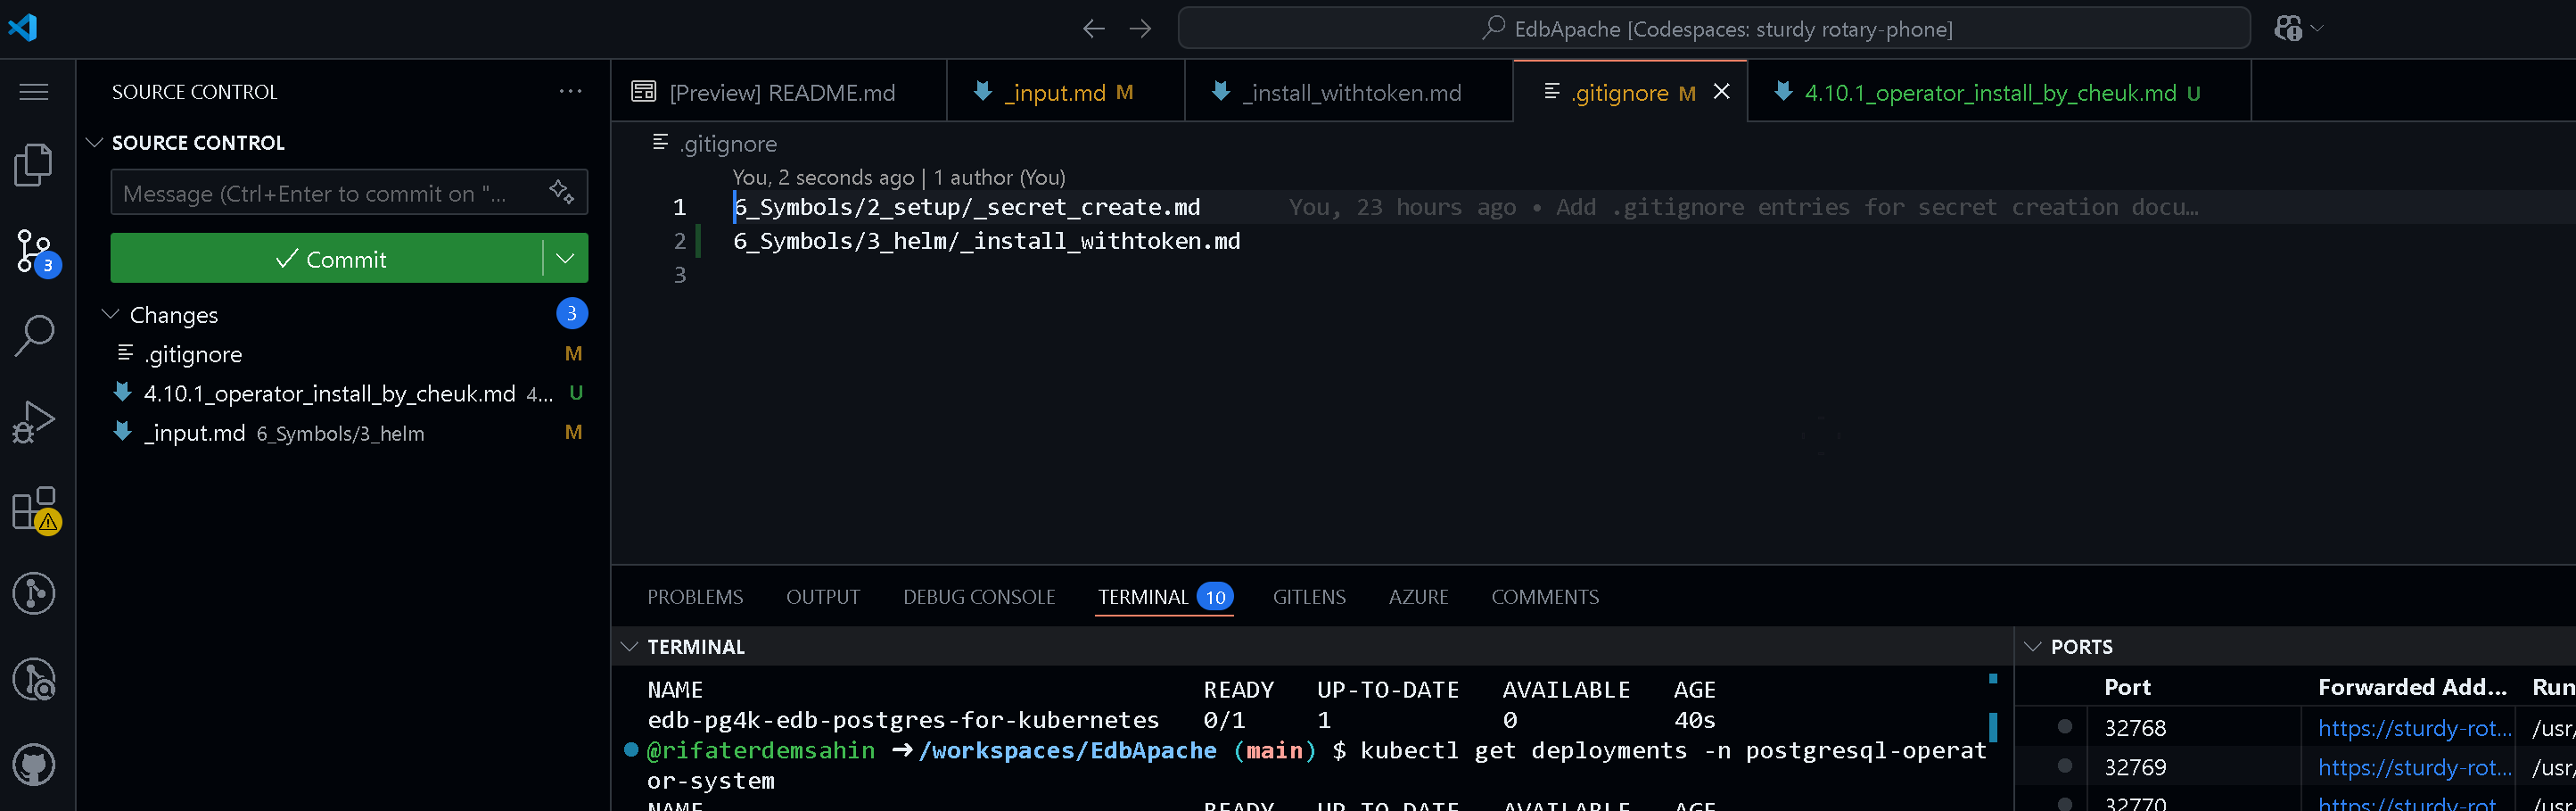 EdbApache [Codespaces: sturdy rotary-phone]
SOURCE CONTROL
SOURCE CONTROL
Message (Ctrl+Enter to commit on "...
Commit
3
Changes 3
.gitignore M
4.10.1_operator_install_by_cheuk.md 4... U
_input.md 6_Symbols/3_helm M
[Preview] README.md
_input.md M
_install_withtoken.md
.gitignore M
4.10.1_operator_install_by_cheuk.md U
.gitignore
You, 2 seconds ago | 1 author (You)
1 6_Symbols/2_setup/_secret_create.md You, 23 hours ago • Add .gitignore entries for secret creation docu…
2 6_Symbols/3_helm/_install_withtoken.md
3
PROBLEMS OUTPUT DEBUG CONSOLE TERMINAL 10 GITLENS AZURE COMMENTS
TERMINAL
NAME READY UP-TO-DATE AVAILABLE AGE
edb-pg4k-edb-postgres-for-kubernetes 0/1 1 0 40s
@rifaterdemsahin ➜/workspaces/EdbApache (main) $ kubectl get deployments -n postgresql-operat
or-system
NAME READY UP-TO-DATE AVAILABLE AGE
PORTS
Port Forwarded Add... Run
32768 https://sturdy-rot... /usr/
32769 https://sturdy-rot... /usr/
32770 https://sturdy-rot... /usr/